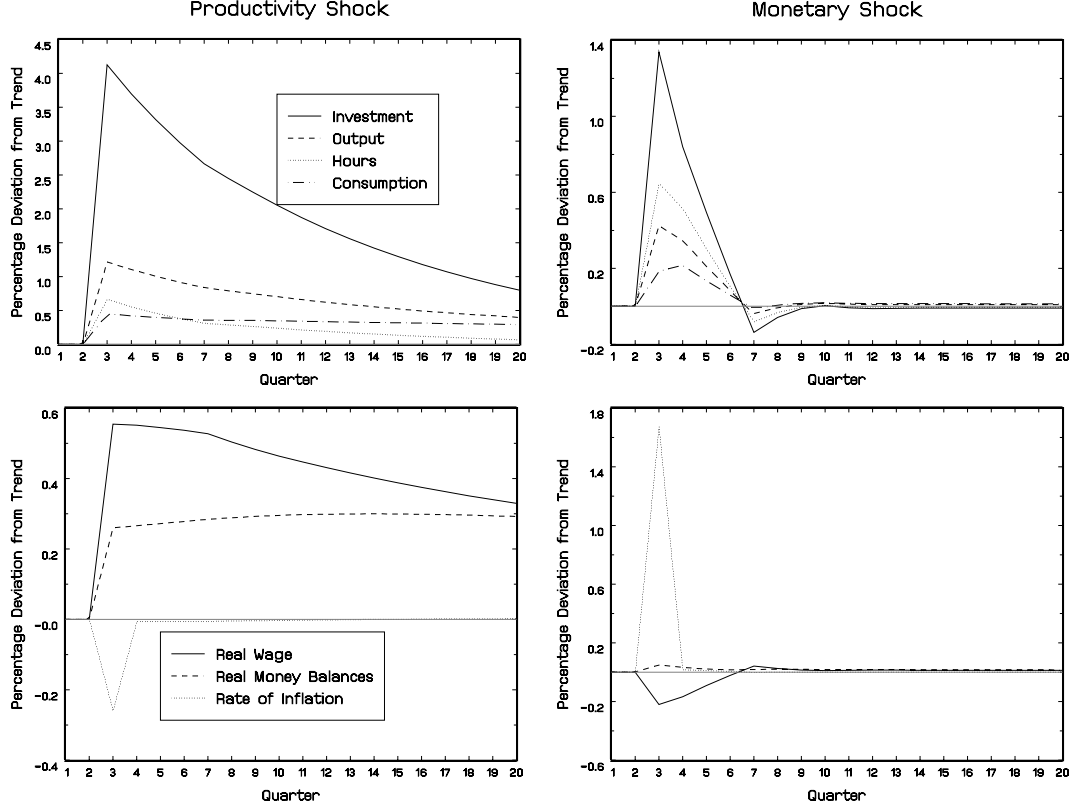 Productivity Shock
Percentage Deviation from Trend
4.5
4.0
3.5
3.0
2.5
2.0
1.5
1.0
0.5
0.0
Investment
Output
Hours
Consumption
1 2 3 4 5 6 7 8 9 10 11 12 13 14 15 16 17 18 19 20
Quarter
Monetary Shock
Percentage Deviation from Trend
1.4
1.0
0.6
0.2
-0.2
1 2 3 4 5 6 7 8 9 10 11 12 13 14 15 16 17 18 19 20
Quarter
Percentage Deviation from Trend
0.6
0.4
0.2
-0.0
-0.2
-0.4
Real Wage
Real Money Balances
Rate of Inflation
1 2 3 4 5 6 7 8 9 10 11 12 13 14 15 16 17 18 19 20
Quarter
Percentage Deviation from Trend
1.8
1.4
1.0
0.6
0.2
-0.2
-0.6
1 2 3 4 5 6 7 8 9 10 11 12 13 14 15 16 17 18 19 20
Quarter